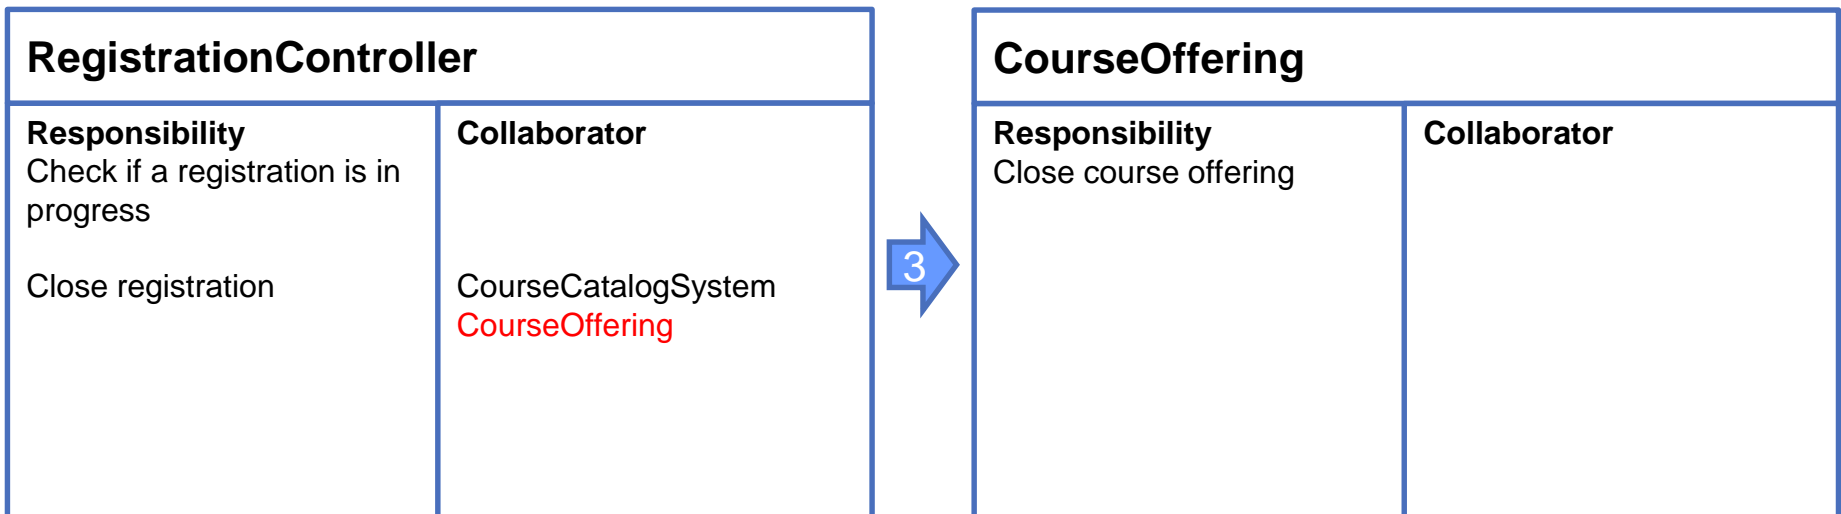 RegistrationController
Responsibility
Check if a registration is in
progress
Close registration
Collaborator
CourseCatalogSystem
CourseOffering
3
CourseOffering
Responsibility
Close course offering
Collaborator